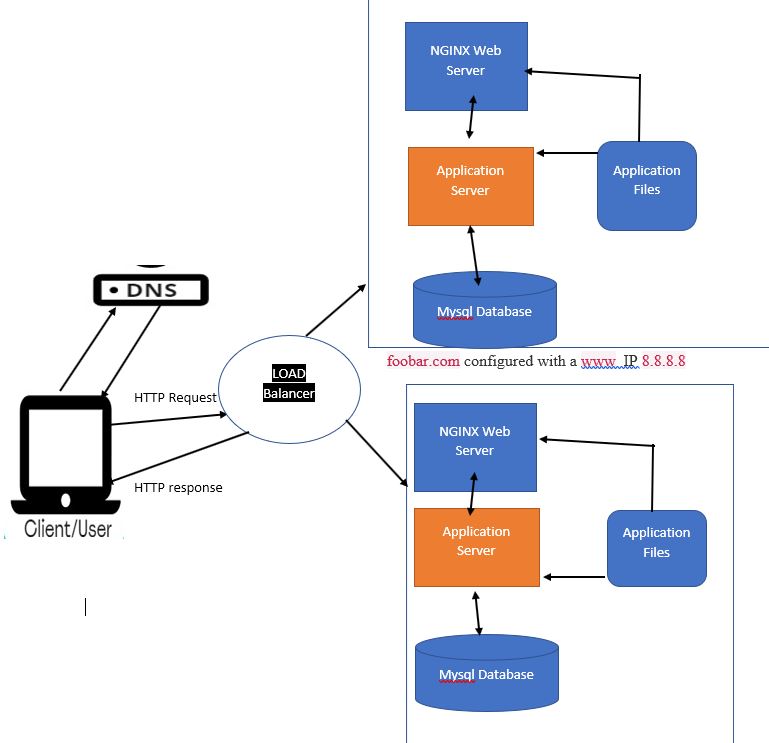 NGINX Web
Server
Application
Server
Application
Files
Mysql Database
foobar.com configured with a www IP 8.8.8.8
DNS
LOAD
Balancer
HTTP Request
HTTP response
Client/User
NGINX Web
Server
Application
Server
Application
Files
Mysql Database